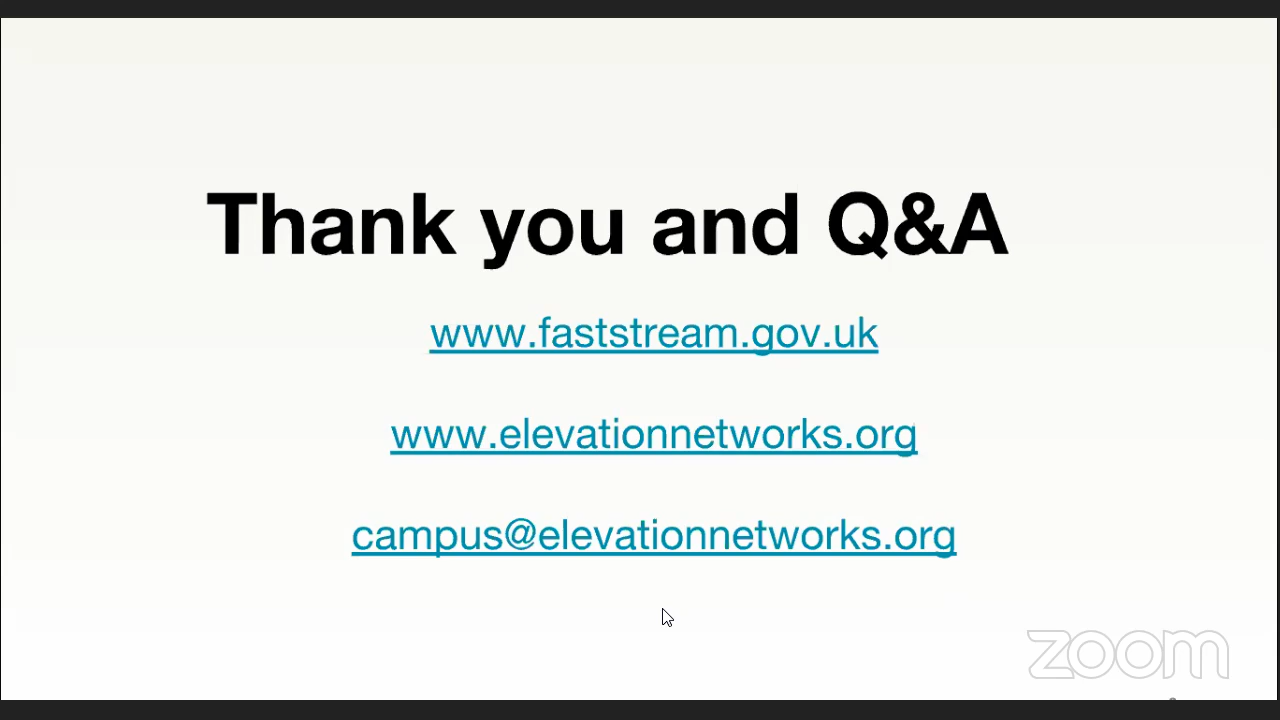 Thank you and Q&A
www.faststream.gov.uk
www.elevationnetworks.org
campus@elevationnetworks.org
zoom